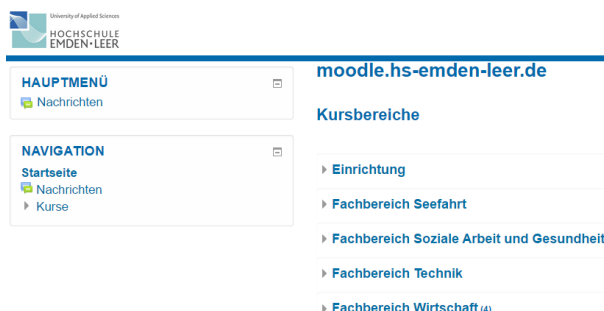 University of Applied Sciences
HOCHSCHULE
EMDEN•LEER
HAUPTMENÜ
Nachrichten
NAVIGATION
Startseite
Nachrichten
Kurse
moodle.hs-emden-leer.de
Kursbereiche
Einrichtung
Fachbereich Seefahrt
Fachbereich Soziale Arbeit und Gesundheit
Fachbereich Technik
Fachbereich Wirtschaft (4)